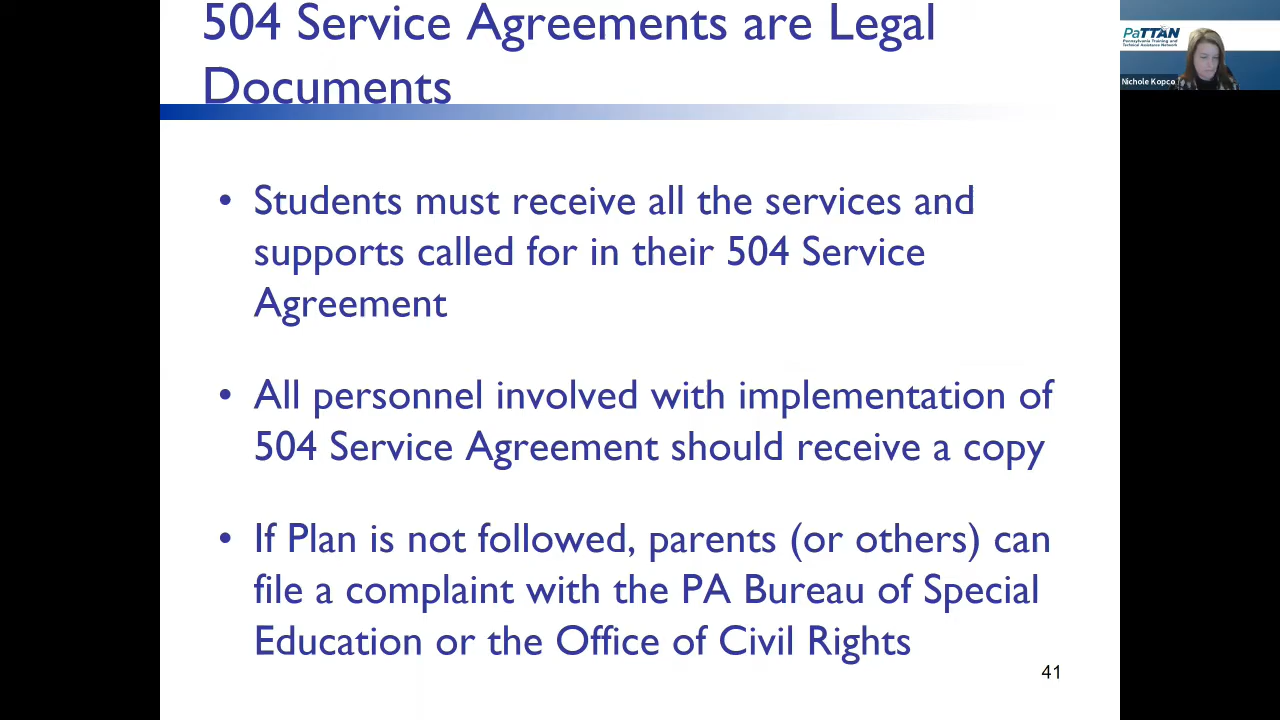 504 Service Agreements are Legal
Documents
• Students must receive all the services and
supports called for in their 504 Service
Agreement
• All personnel involved with implementation of
504 Service Agreement should receive a copy
• If Plan is not followed, parents (or others) can
file a complaint with the PA Bureau of Special
Education or the Office of Civil Rights
41
PaTTAN
Pennsylvania Training and
Technical Assistance Network
Nichole Kopco